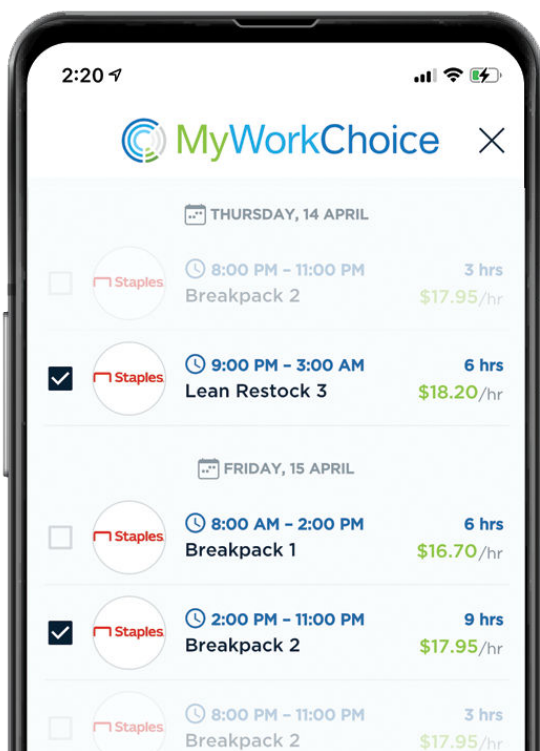 2:20
MyWorkChoice
THURSDAY, 14 APRIL
8:00 PM – 11:00 PM 3 hrs
Staples
Breakpack 2 $17.95/hr
9:00 PM – 3:00 AM 6 hrs
Staples
Lean Restock 3 $18.20/hr
FRIDAY, 15 APRIL
8:00 AM – 2:00 PM 6 hrs
Staples
Breakpack 1 $16.70/hr
2:00 PM – 11:00 PM 9 hrs
Staples
Breakpack 2 $17.95/hr
8:00 PM – 11:00 PM 3 hrs
Staples
Breakpack 2 $17.95/hr